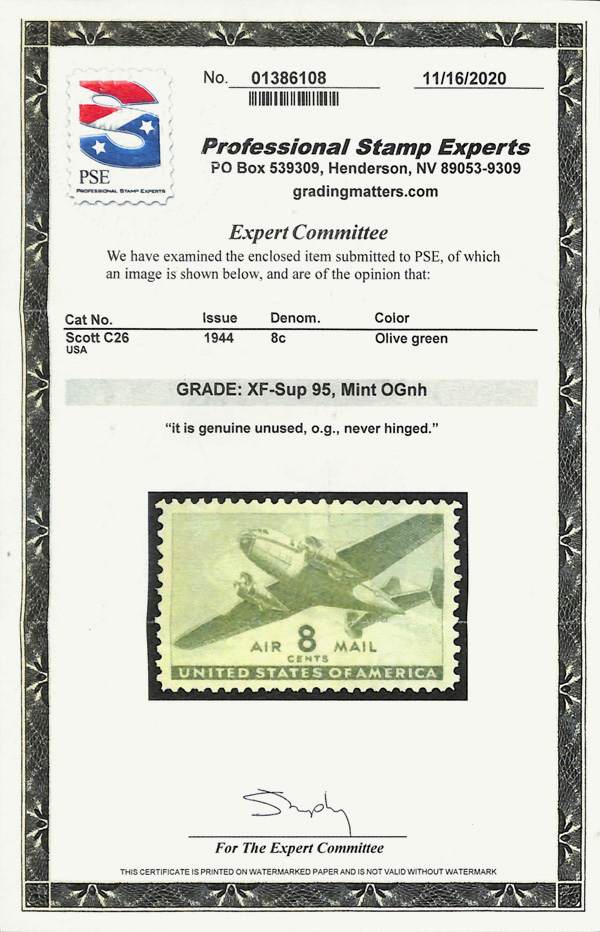 No. 01386108 11/16/2020
PSE
PROFESSIONAL STAMP EXPERTS
Professional Stamp Experts
PO Box 539309, Henderson, NV 89053-9309
gradingmatters.com
Expert Committee
We have examined the enclosed item submitted to PSE, of which
an image is shown below, and are of the opinion that:
Cat No. Issue Denom. Color
Scott C26 1944 8c Olive green
USA
GRADE: XF-Sup 95, Mint OGnh
“it is genuine unused, o.g., never hinged.”
AIR 8 MAIL
CENTS
UNITED STATES OF AMERICA
For The Expert Committee
THIS CERTIFICATE IS PRINTED ON WATERMARKED PAPER AND IS NOT VALID WITHOUT WATERMARK